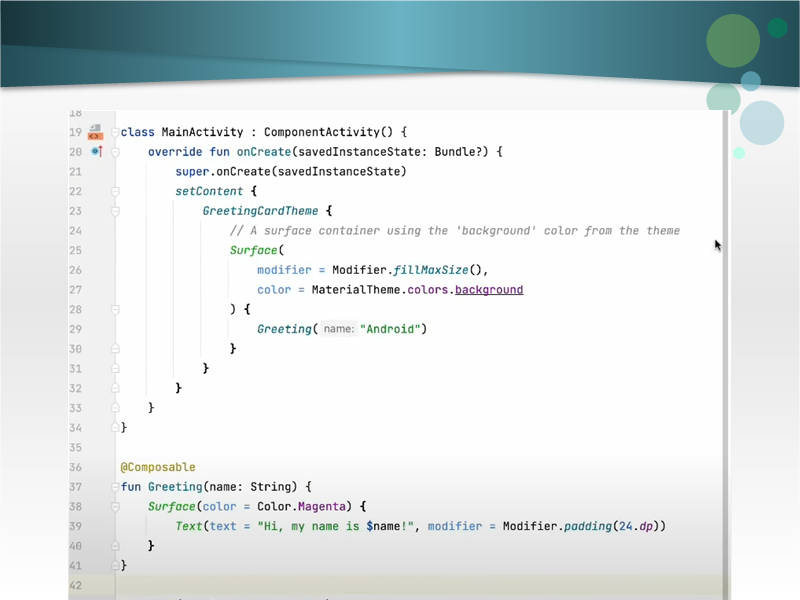 18
19 class MainActivity : ComponentActivity() {
20 override fun onCreate(savedInstanceState: Bundle?) {
21 super.onCreate(savedInstanceState)
22 setContent {
23 GreetingCardTheme {
24 // A surface container using the 'background' color from the theme
25 Surface(
26 modifier = Modifier.fillMaxSize(),
27 color = MaterialTheme.colors.background
28 ) {
29 Greeting( name: "Android")
30 }
31 }
32 }
33 }
34 }
35
36 @Composable
37 fun Greeting(name: String) {
38 Surface(color = Color.Magenta) {
39 Text(text = "Hi, my name is $name!", modifier = Modifier.padding(24.dp))
40 }
41 }
42